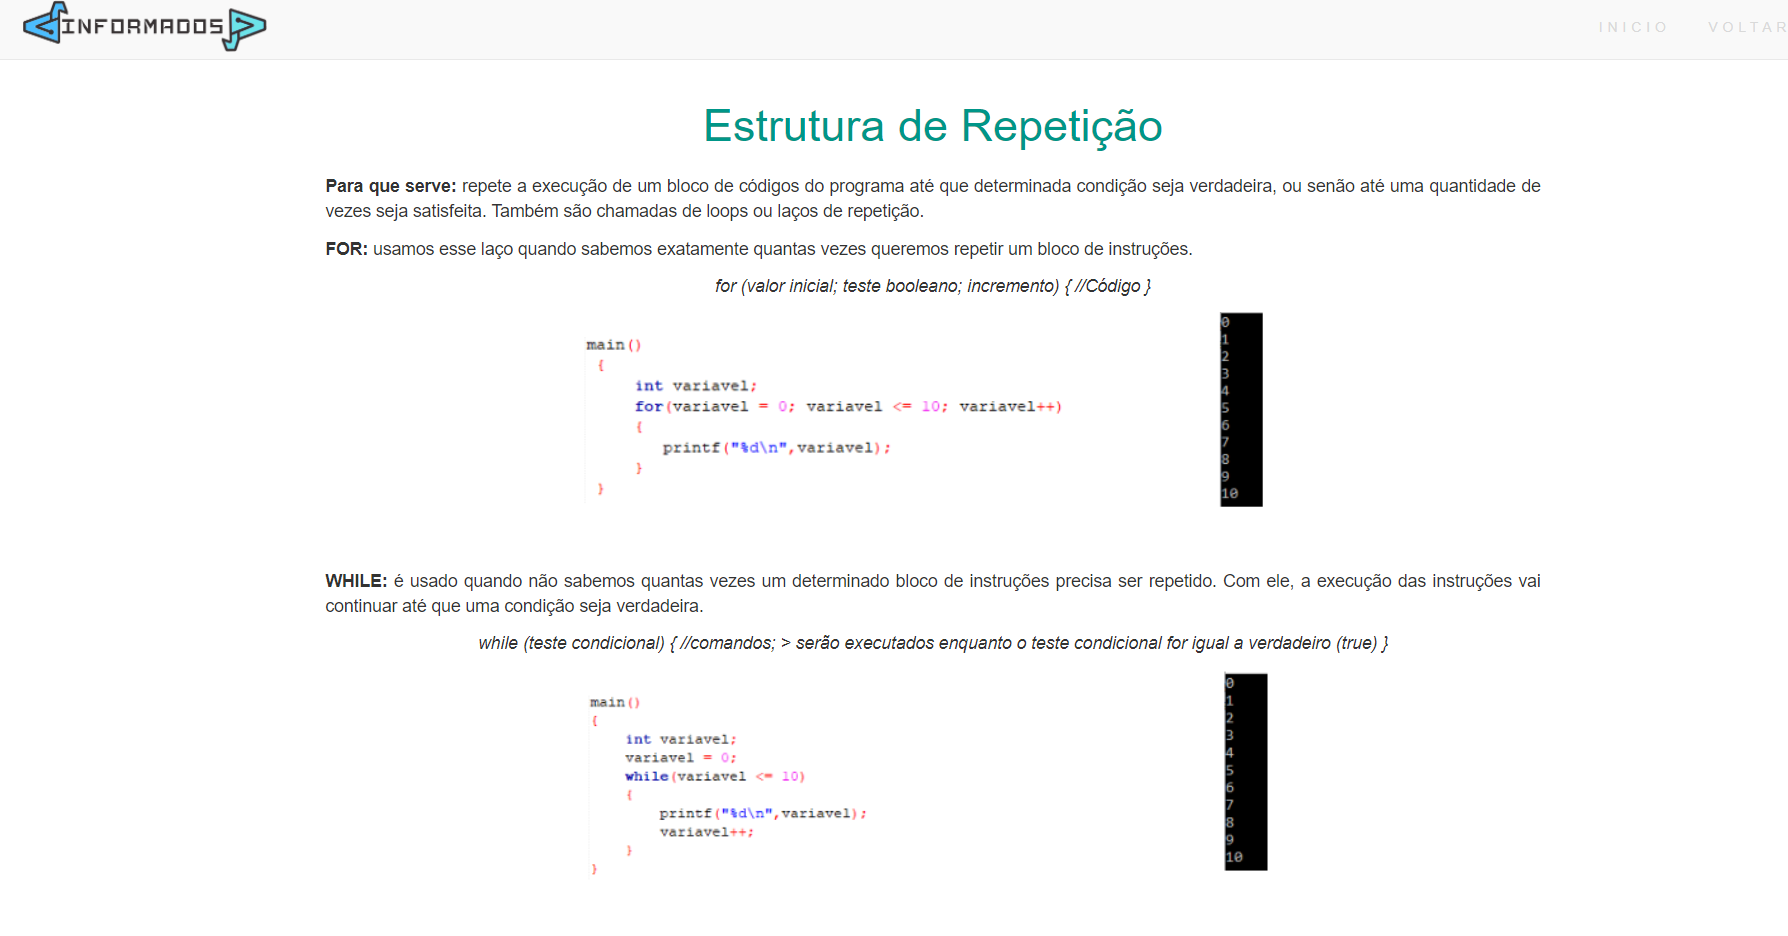 INFORMADOS
INICIO
VOLTAR
Estrutura de Repetição
Para que serve: repete a execução de um bloco de códigos do programa até que determinada condição seja verdadeira, ou senão até uma quantidade de
vezes seja satisfeita. Também são chamadas de loops ou laços de repetição.
FOR: usamos esse laço quando sabemos exatamente quantas vezes queremos repetir um bloco de instruções.
for (valor inicial; teste booleano; incremento) { //Código }
main()
{
int variavel;
for(variavel = 0; variavel <= 10; variavel++)
{
printf("%d\n",variavel);
}
}
0
1
2
3
4
5
6
7
8
9
10
WHILE: é usado quando não sabemos quantas vezes um determinado bloco de instruções precisa ser repetido. Com ele, a execução das instruções vai
continuar até que uma condição seja verdadeira.
while (teste condicional) { //comandos; > serão executados enquanto o teste condicional for igual a verdadeiro (true) }
main()
{
int variavel;
variavel = 0;
while(variavel <= 10)
{
printf("%d\n",variavel);
variavel++;
}
}
0
1
2
3
4
5
6
7
8
9
10